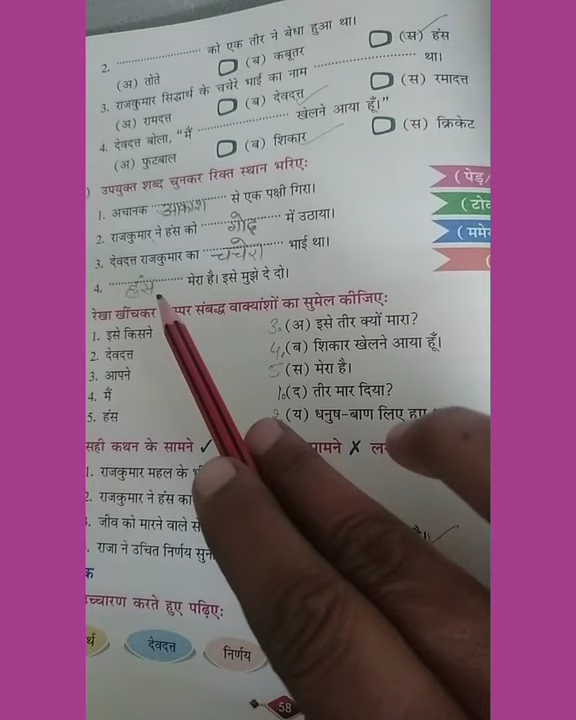 2. ........................ को एक तीर ने बेधा हुआ था।
(अ) तोते (ब) कबूतर (स) हंस
3. राजकुमार सिद्धार्थ के चचेरे भाई का नाम ........................ था।
(अ) रामदत्त (ब) देवदत्त (स) रमादत्त
4. देवदत्त बोला, "मैं ........................ खेलने आया हूँ।"
(अ) फुटबाल (ब) शिकार (स) क्रिकेट
) उपयुक्त शब्द चुनकर रिक्त स्थान भरिए:
1. अचानक आकाश से एक पक्षी गिरा। (पेड़/
2. राजकुमार ने हंस को गोद में उठाया।
3. देवदत्त राजकुमार का चचेरा भाई था। (ममे
4. हंस मेरा है। इसे मुझे दे दो।
रेखा खींचकर संबद्ध वाक्यांशों का सुमेल कीजिए:
1. इसे किसने 3. (अ) इसे तीर क्यों मारा?
2. देवदत्त 4. (ब) शिकार खेलने आया हूँ।
3. आपने 5 (स) मेरा है।
4. मैं 1. (द) तीर मार दिया?
5. हंस (य) धनुष-बाण लिए हुए
सही कथन के सामने ✓ सामने ✗
1. राजकुमार महल के
2. राजकुमार ने हंस का
जीव को मारने वाले से
राजा ने उचित निर्णय
उच्चारण करते हुए पढ़िए:
देवदत्त निर्णय
58